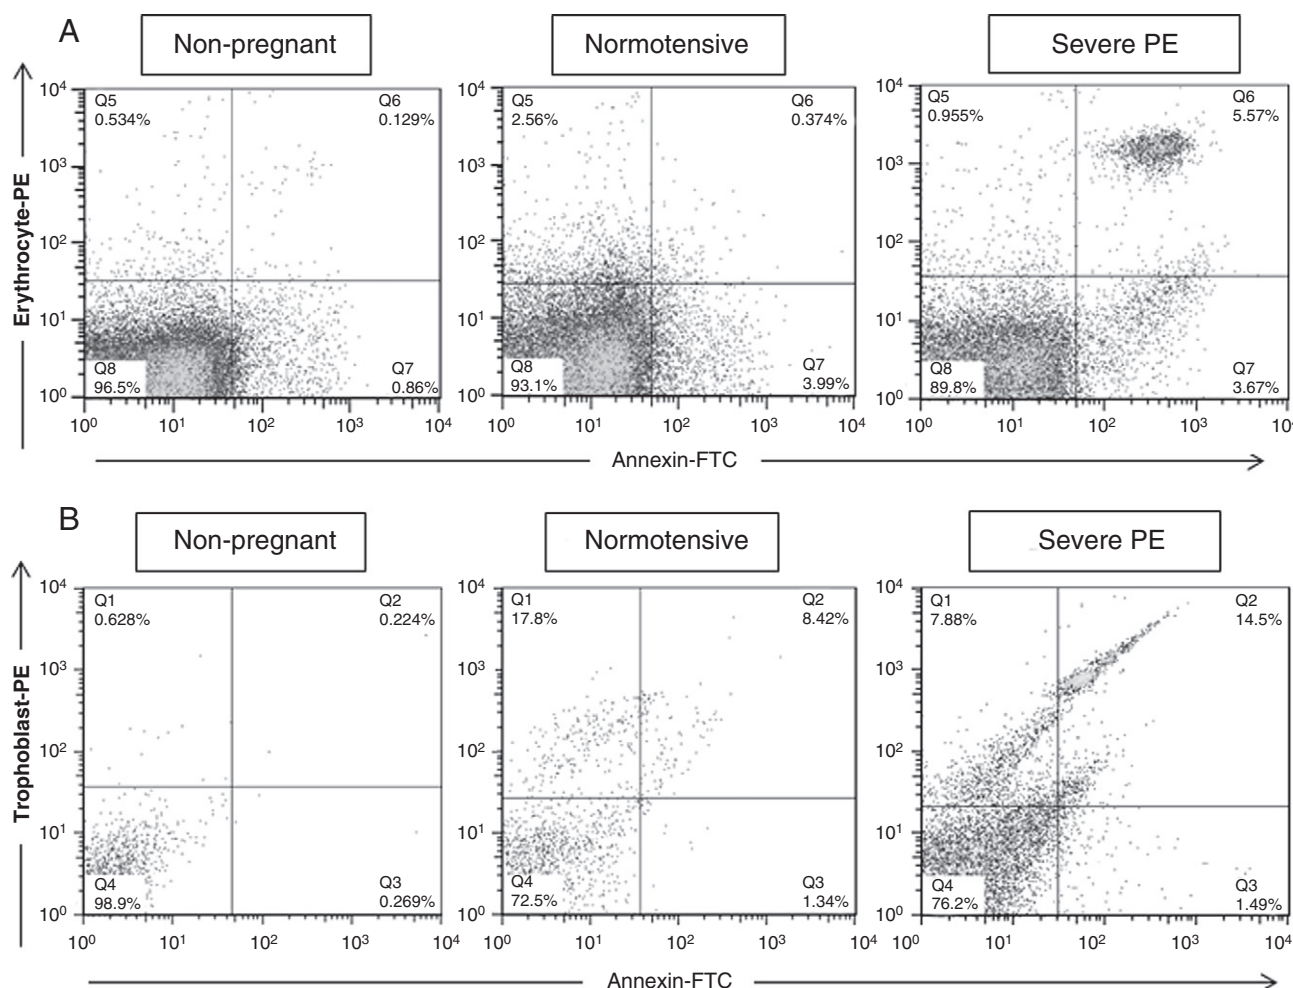 A
Non-pregnant
Normotensive
Severe PE
Erythrocyte-PE
10⁴
10³
10²
10¹
10⁰
Q5
0.534%
Q6
0.129%
Q8
96.5%
Q7
0.86%
10⁰ 10¹ 10² 10³ 10⁴
10⁴
10³
10²
10¹
10⁰
Q5
2.56%
Q6
0.374%
Q8
93.1%
Q7
3.99%
10⁰ 10¹ 10² 10³ 10⁴
10⁴
10³
10²
10¹
10⁰
Q5
0.955%
Q6
5.57%
Q8
89.8%
Q7
3.67%
10⁰ 10¹ 10² 10³
Annexin-FTC
B
Non-pregnant
Normotensive
Severe PE
Trophoblast-PE
10⁴
10³
10²
10¹
10⁰
Q1
0.628%
Q2
0.224%
Q4
98.9%
Q3
0.269%
10⁰ 10¹ 10² 10³ 10⁴
10⁴
10³
10²
10¹
10⁰
Q1
17.8%
Q2
8.42%
Q4
72.5%
Q3
1.34%
10⁰ 10¹ 10² 10³ 10⁴
10⁴
10³
10²
10¹
10⁰
Q1
7.88%
Q2
14.5%
Q4
76.2%
Q3
1.49%
10⁰ 10¹ 10² 10³ 10⁴
Annexin-FTC